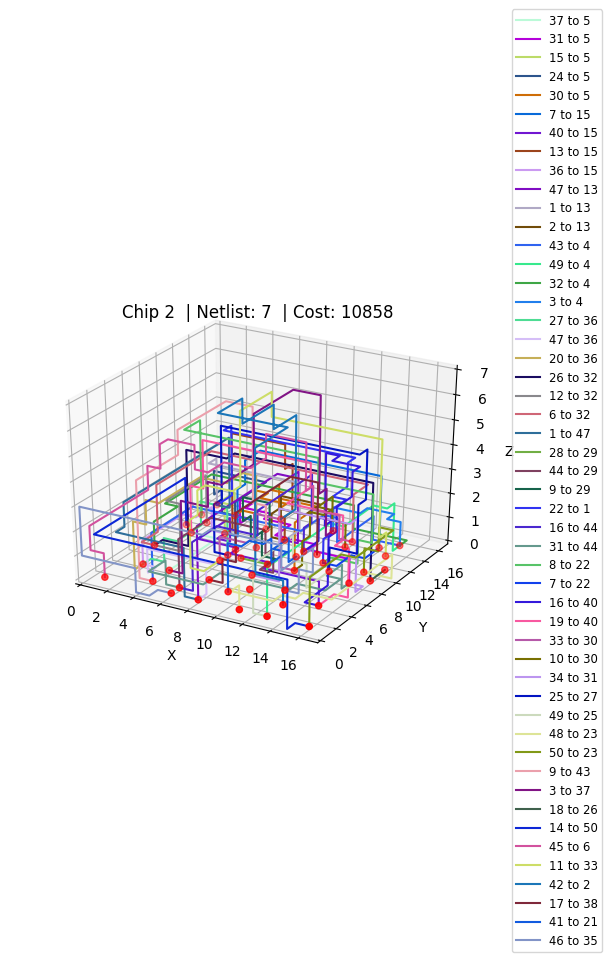 Chip 2 | Netlist: 7 | Cost: 10858
0
2
4
6
8
10
12
14
16
X
0
2
4
6
8
10
12
14
16
Y
0
1
2
3
4
5
6
7
Z
37 to 5
31 to 5
15 to 5
24 to 5
30 to 5
7 to 15
40 to 15
13 to 15
36 to 15
47 to 13
1 to 13
2 to 13
43 to 4
49 to 4
32 to 4
3 to 4
27 to 36
47 to 36
20 to 36
26 to 32
12 to 32
6 to 32
1 to 47
28 to 29
44 to 29
9 to 29
22 to 1
16 to 44
31 to 44
8 to 22
7 to 22
16 to 40
19 to 40
33 to 30
10 to 30
34 to 31
25 to 27
49 to 25
48 to 23
50 to 23
9 to 43
3 to 37
18 to 26
14 to 50
45 to 6
11 to 33
42 to 2
17 to 38
41 to 21
46 to 35